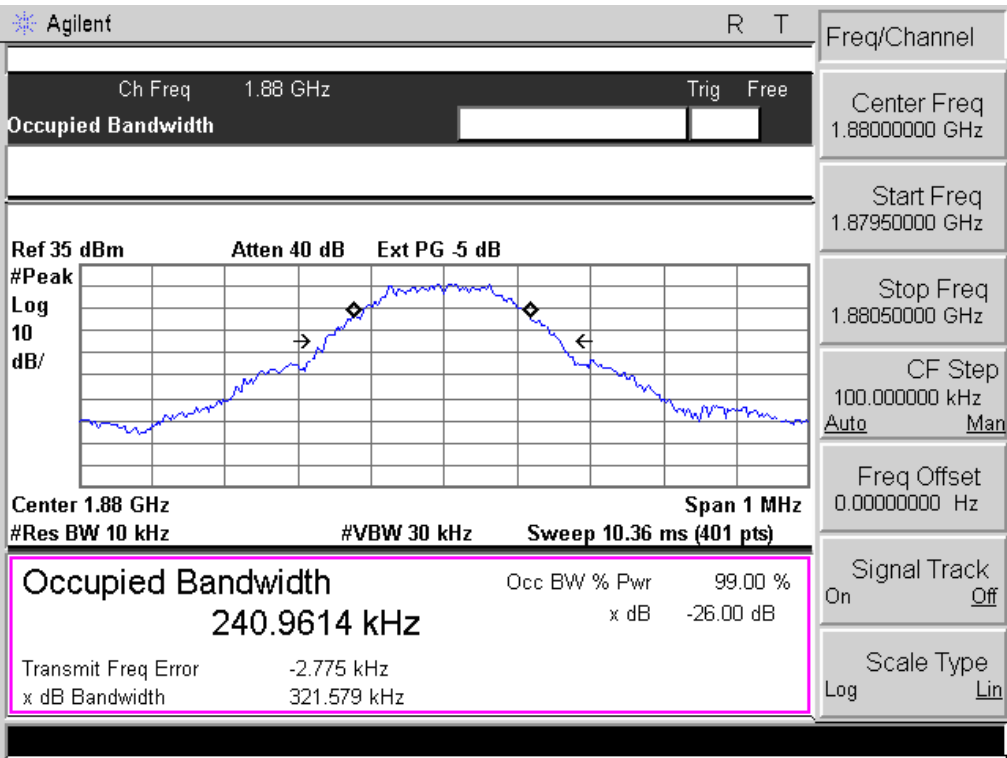 Agilent R T
Ch Freq 1.88 GHz Trig Free
Occupied Bandwidth
Ref 35 dBm Atten 40 dB Ext PG -5 dB
#Peak
Log
10
dB/
Center 1.88 GHz Span 1 MHz
#Res BW 10 kHz #VBW 30 kHz Sweep 10.36 ms (401 pts)
Occupied Bandwidth Occ BW % Pwr 99.00 %
240.9614 kHz x dB -26.00 dB
Transmit Freq Error -2.775 kHz
x dB Bandwidth 321.579 kHz
Freq/Channel
Center Freq
1.88000000 GHz
Start Freq
1.87950000 GHz
Stop Freq
1.88050000 GHz
CF Step
100.000000 kHz
Auto Man
Freq Offset
0.00000000 Hz
Signal Track
On Off
Scale Type
Log Lin